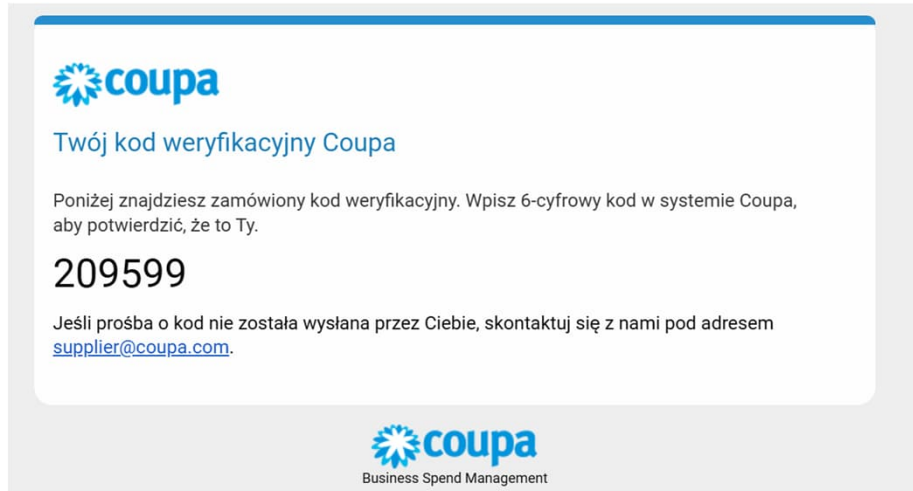 coupa
Twój kod weryfikacyjny Coupa
Poniżej znajdziesz zamówiony kod weryfikacyjny. Wpisz 6-cyfrowy kod w systemie Coupa,
aby potwierdzić, że to Ty.
209599
Jeśli prośba o kod nie została wysłana przez Ciebie, skontaktuj się z nami pod adresem
supplier@coupa.com.
coupa
Business Spend Management